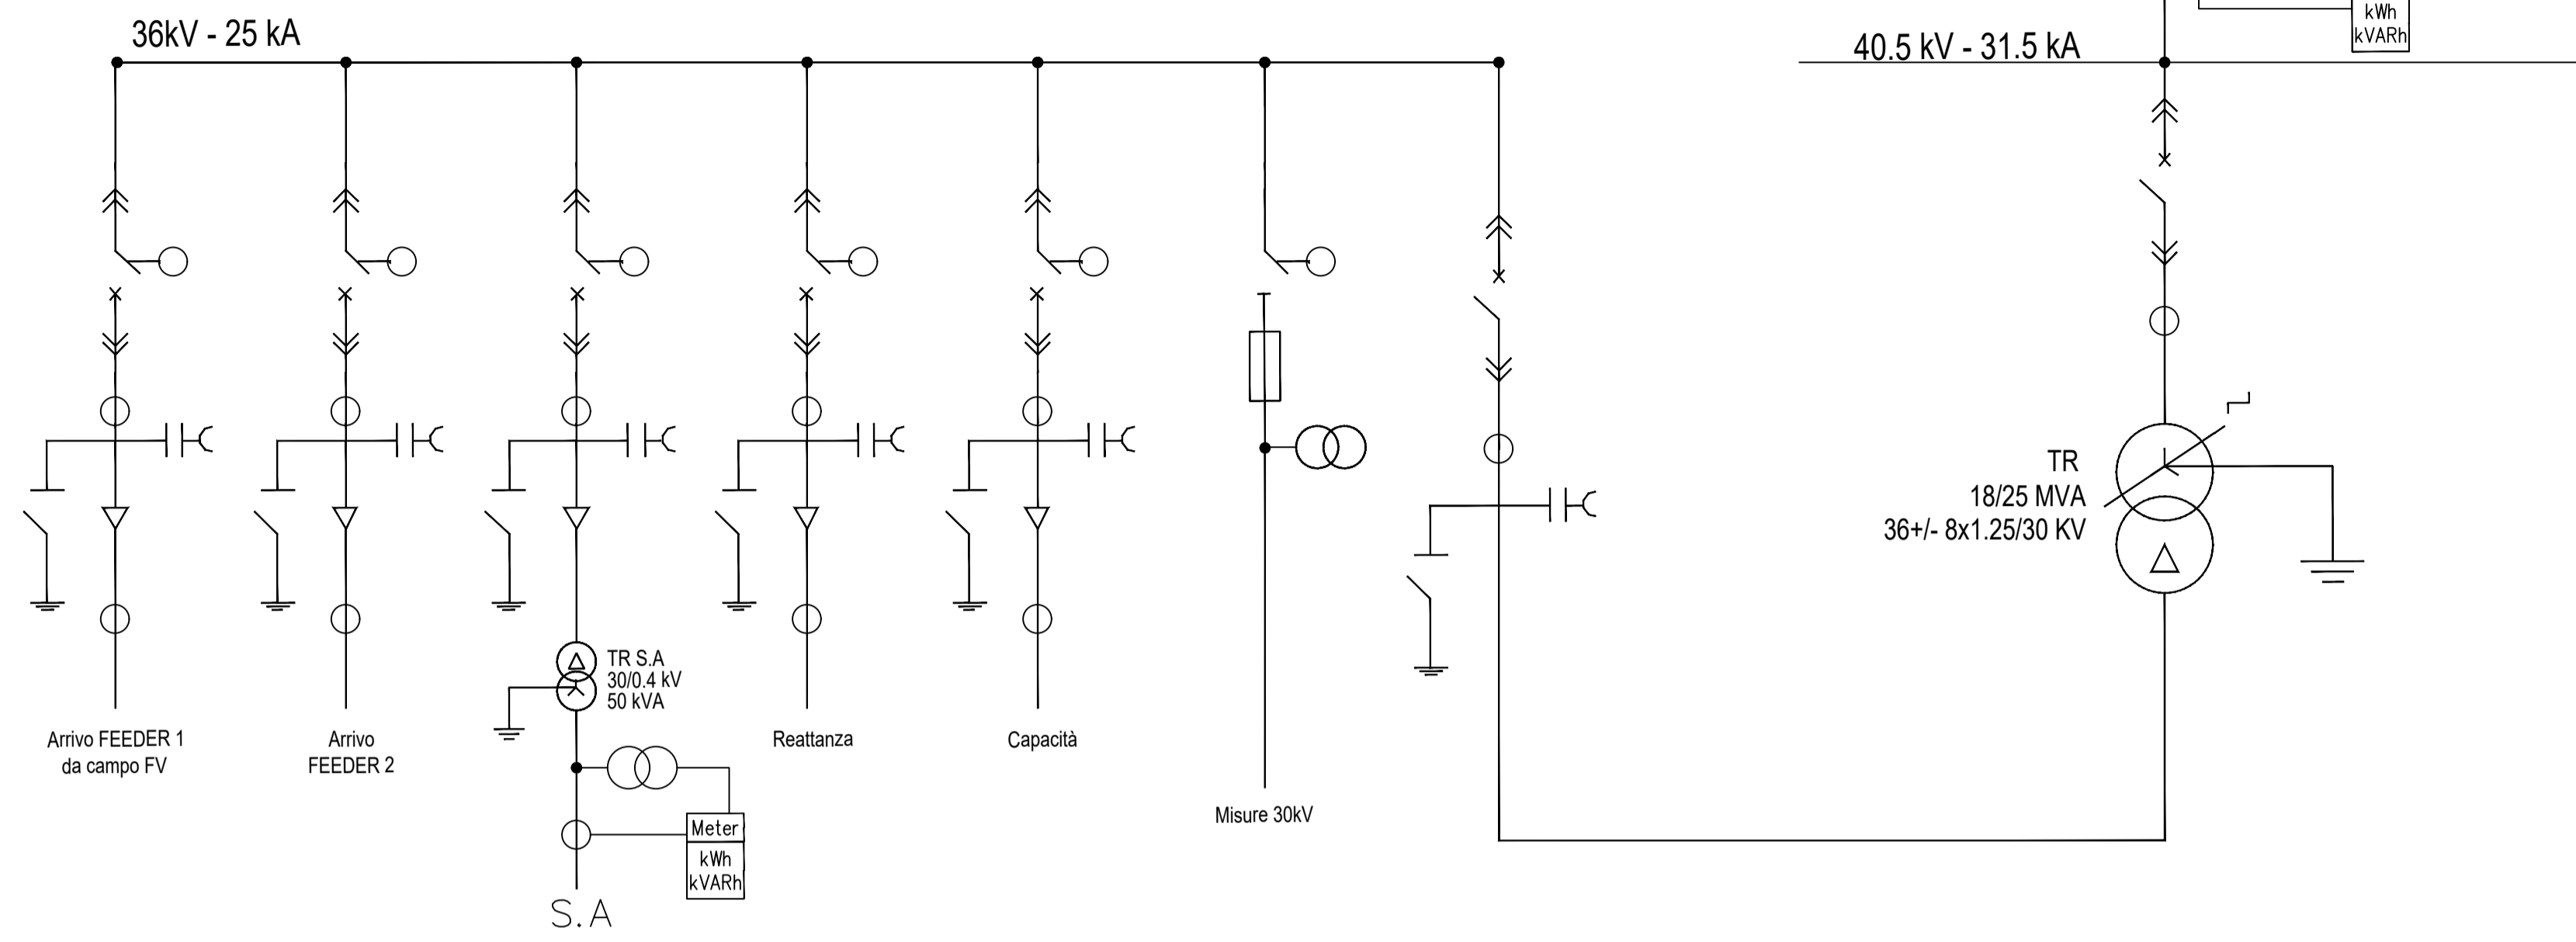 36kV - 25 kA
40.5 kV - 31.5 kA
kWh
kVARh
TR
18/25 MVA
36+/- 8x1.25/30 KV
TR S.A
30/0.4 kV
50 kVA
Arrivo FEEDER 1
da campo FV
Arrivo
FEEDER 2
Reattanza
Capacità
Misure 30kV
Meter
kWh
kVARh
S.A